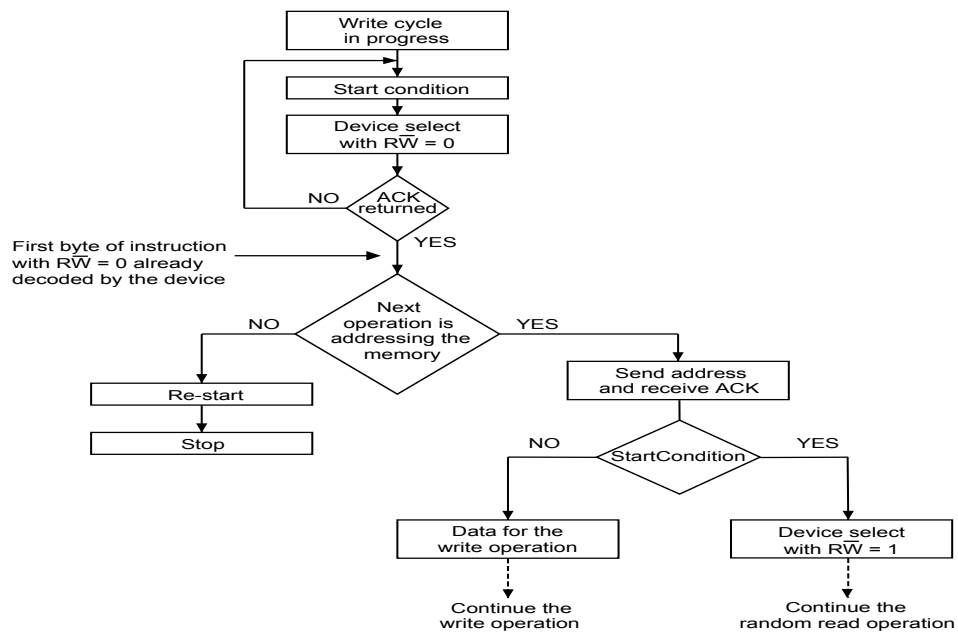 Write cycle
in progress
Start condition
Device select
with RW̅ = 0
NO
ACK
returned
YES
First byte of instruction
with RW̅ = 0 already
decoded by the device
NO
Next
operation is
addressing the
memory
YES
Re-start
Stop
Send address
and receive ACK
NO
StartCondition
YES
Data for the
write operation
Device select
with RW̅ = 1
Continue the
write operation
Continue the
random read operation